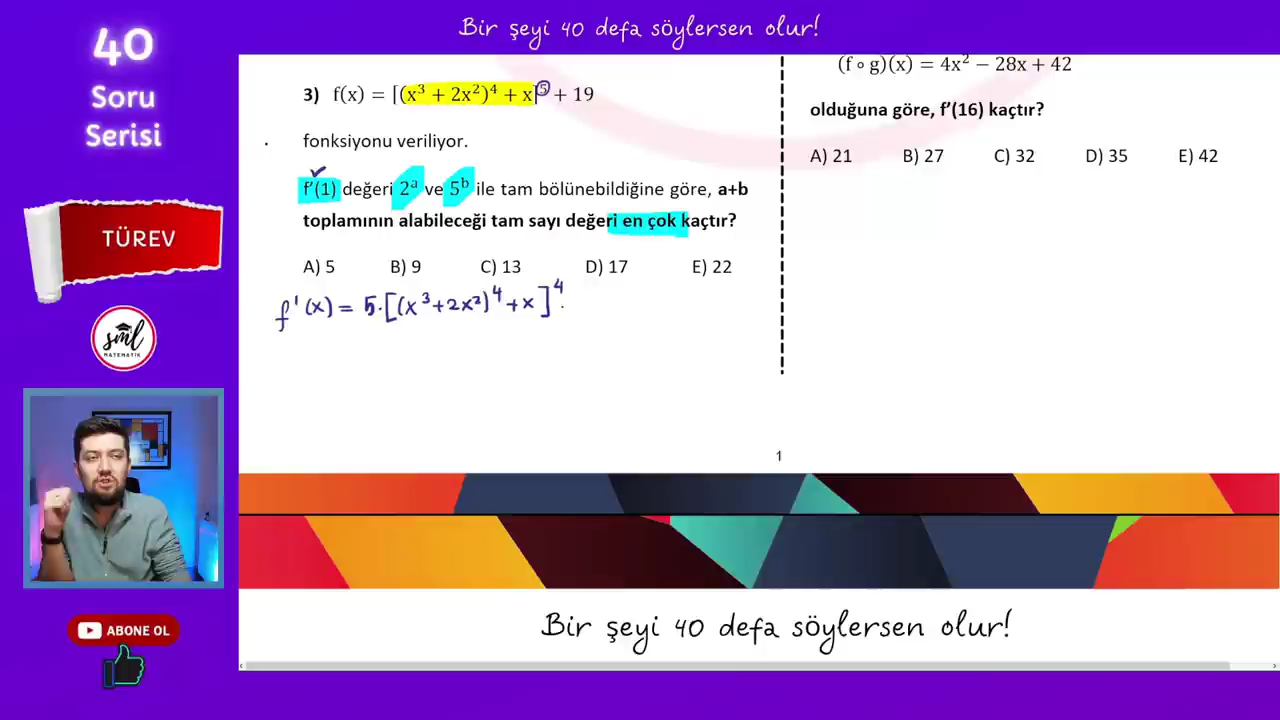 Bir şeyi 40 defa söylersen olur!
40
Soru
Serisi
TÜREV
sml
MATEMATİK
ABONE OL
3) f(x) = [(x³ + 2x²)⁴ + x]⁵ + 19
fonksiyonu veriliyor.
f'(1) değeri 2ᵃ ve 5ᵇ ile tam bölünebildiğine göre, a+b
toplamının alabileceği tam sayı değeri en çok kaçtır?
A) 5 B) 9 C) 13 D) 17 E) 22
f'(x) = 5.[(x³+2x²)⁴+x]⁴.
(f ∘ g)(x) = 4x² − 28x + 42
olduğuna göre, f'(16) kaçtır?
A) 21 B) 27 C) 32 D) 35 E) 42
1
Bir şeyi 40 defa söylersen olur!